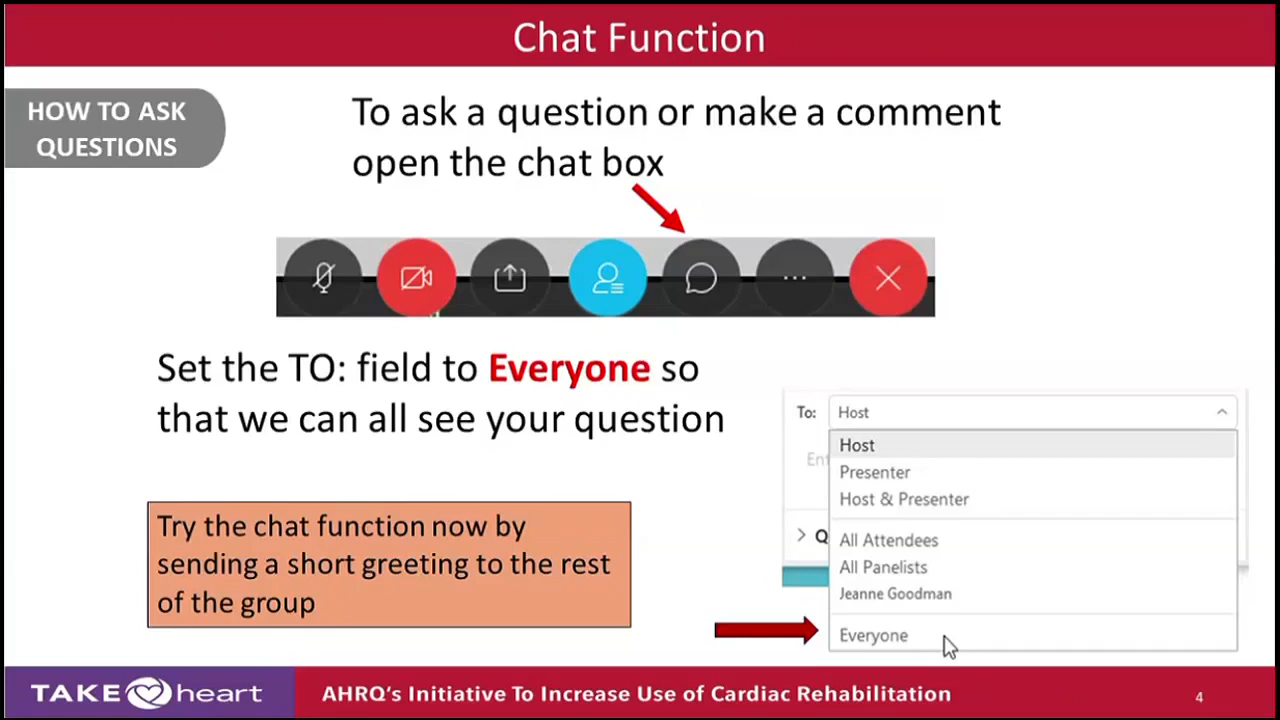 Chat Function
HOW TO ASK
QUESTIONS
To ask a question or make a comment
open the chat box
Set the TO: field to Everyone so
that we can all see your question
To: Host
Host
Presenter
Host & Presenter
All Attendees
All Panelists
Jeanne Goodman
Everyone
Try the chat function now by
sending a short greeting to the rest
of the group
TAKE heart
AHRQ's Initiative To Increase Use of Cardiac Rehabilitation
4